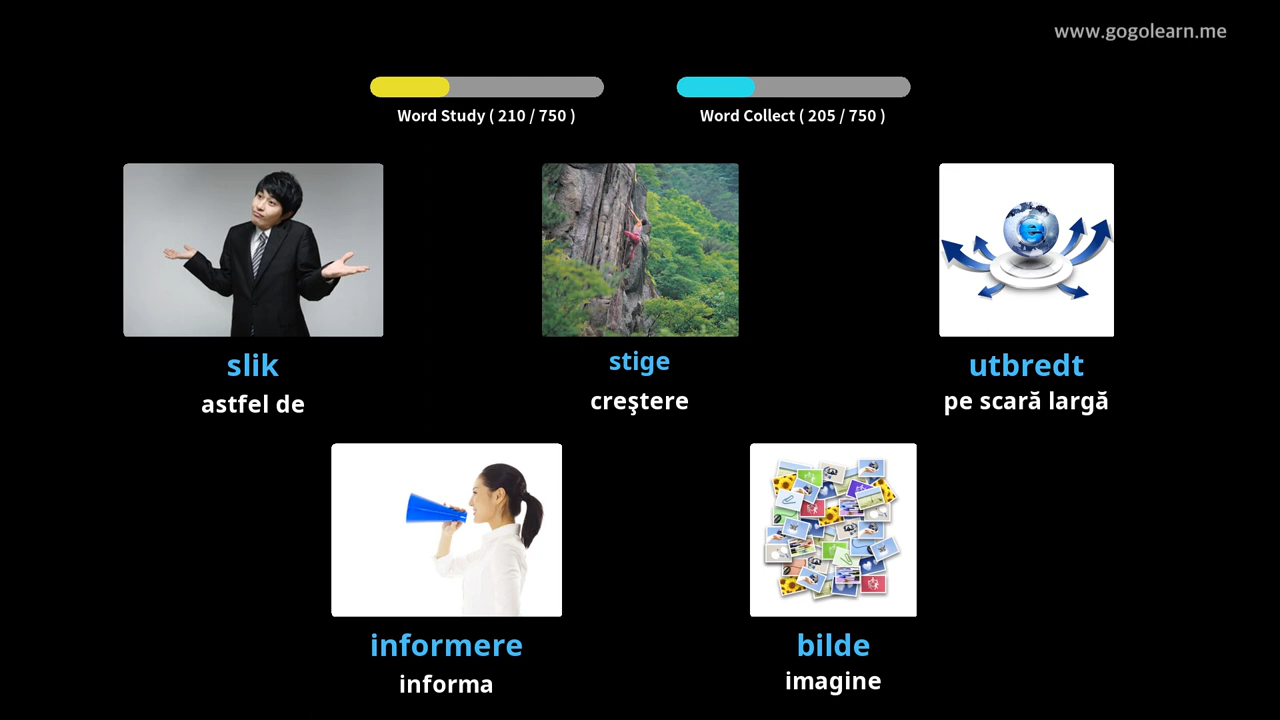 www.gogolearn.me
Word Study ( 210 / 750 )
Word Collect ( 205 / 750 )
slik
astfel de
stige
creştere
utbredt
pe scară largă
informere
informa
bilde
imagine